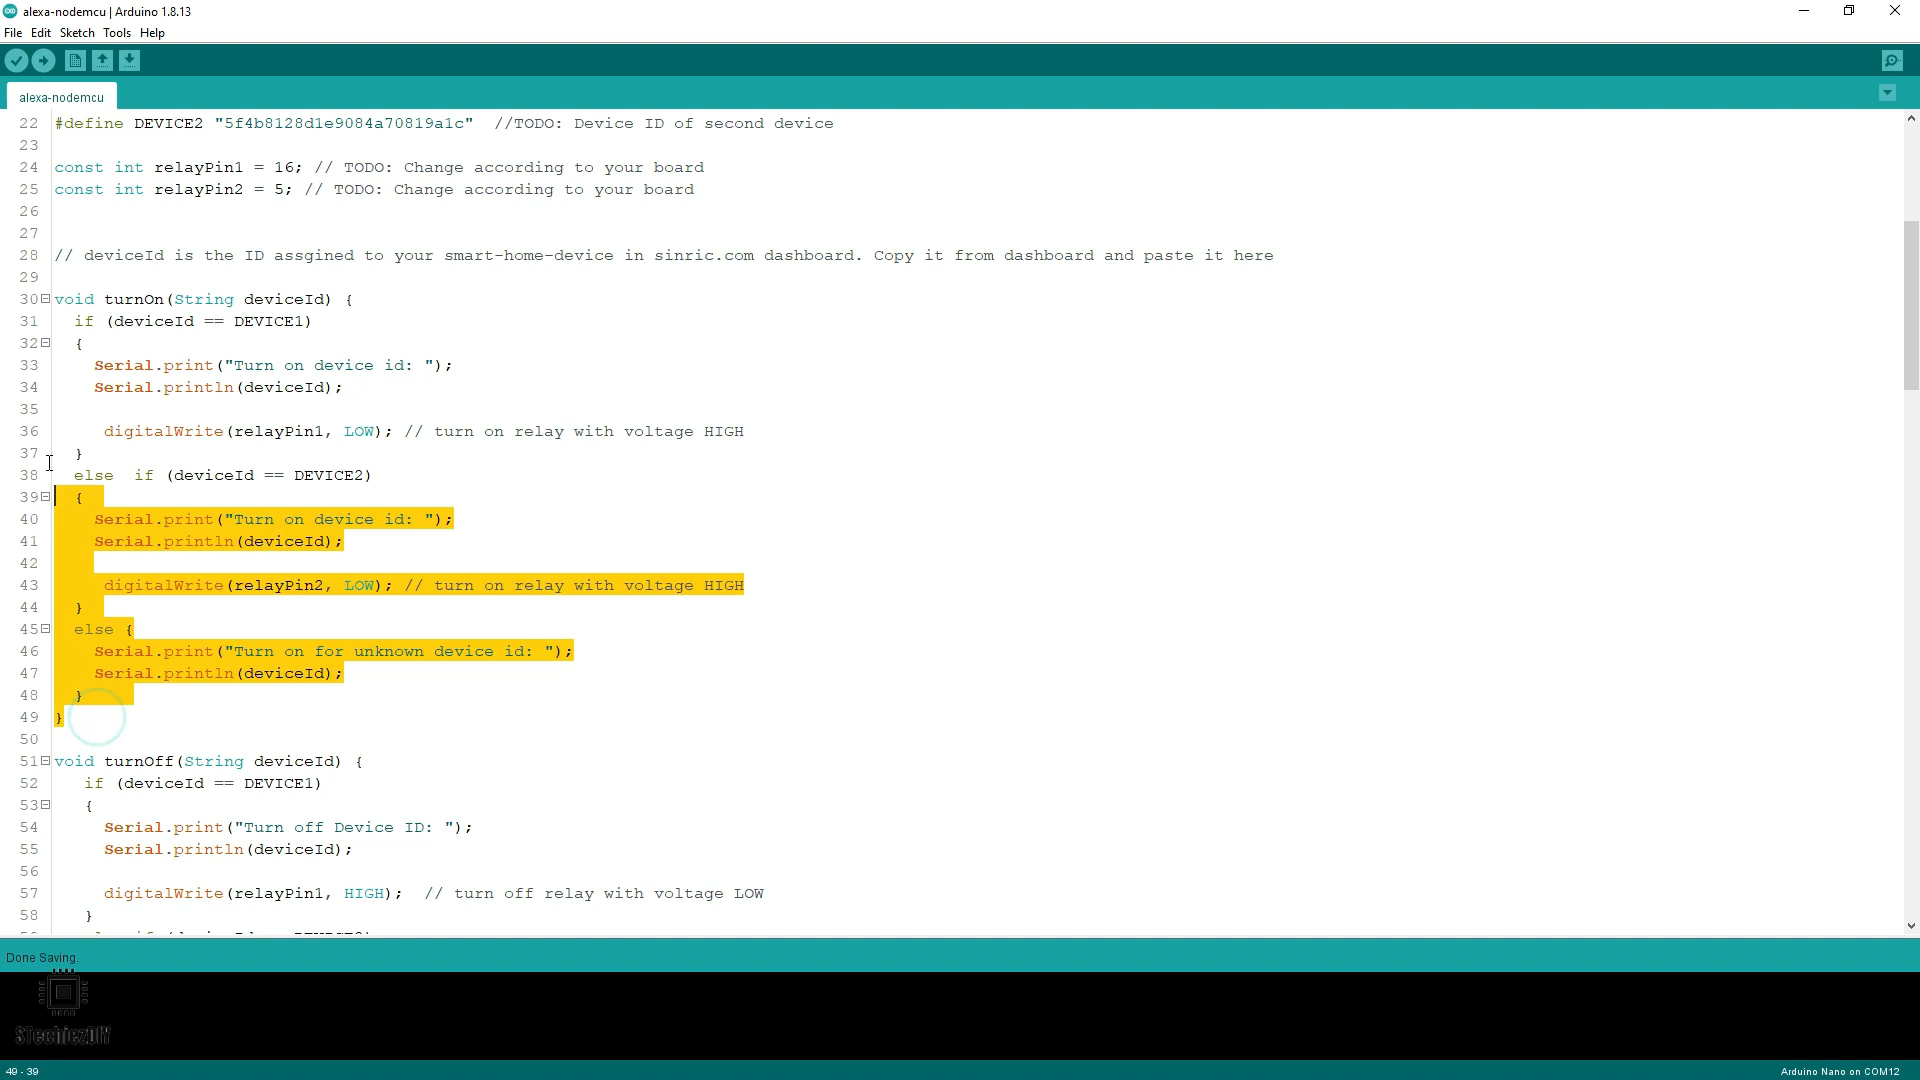 alexa-nodemcu | Arduino 1.8.13
File Edit Sketch Tools Help
alexa-nodemcu
22 #define DEVICE2 "5f4b8128d1e9084a70819a1c"  //TODO: Device ID of second device
23
24 const int relayPin1 = 16; // TODO: Change according to your board
25 const int relayPin2 = 5; // TODO: Change according to your board
26
27
28 // deviceId is the ID assgined to your smart-home-device in sinric.com dashboard. Copy it from dashboard and paste it here
29
30 void turnOn(String deviceId) {
31   if (deviceId == DEVICE1)
32   {
33     Serial.print("Turn on device id: ");
34     Serial.println(deviceId);
35
36      digitalWrite(relayPin1, LOW); // turn on relay with voltage HIGH
37   }
38   else  if (deviceId == DEVICE2)
39   {
40     Serial.print("Turn on device id: ");
41     Serial.println(deviceId);
42
43      digitalWrite(relayPin2, LOW); // turn on relay with voltage HIGH
44   }
45   else {
46     Serial.print("Turn on for unknown device id: ");
47     Serial.println(deviceId);
48   }
49 }
50
51 void turnOff(String deviceId) {
52    if (deviceId == DEVICE1)
53    {
54      Serial.print("Turn off Device ID: ");
55      Serial.println(deviceId);
56
57      digitalWrite(relayPin1, HIGH);  // turn off relay with voltage LOW
58    }
Done Saving.
STechiezDIY
49 - 39
Arduino Nano on COM12